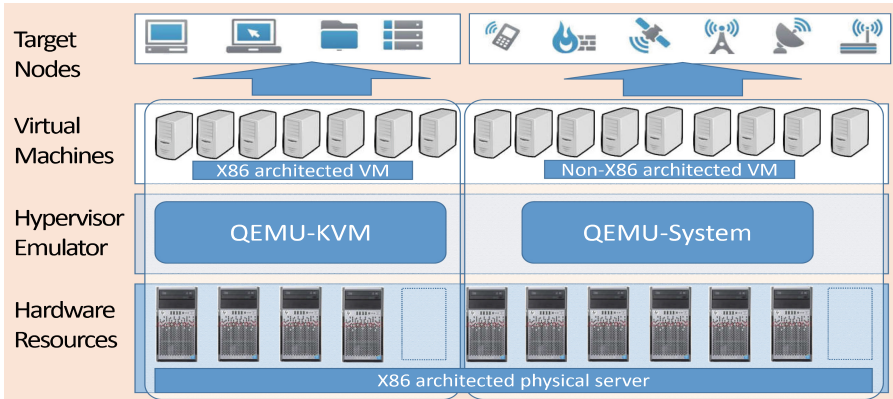 Target
Nodes
Virtual
Machines
X86 architected VM
Non-X86 architected VM
Hypervisor
Emulator
QEMU-KVM
QEMU-System
Hardware
Resources
X86 architected physical server